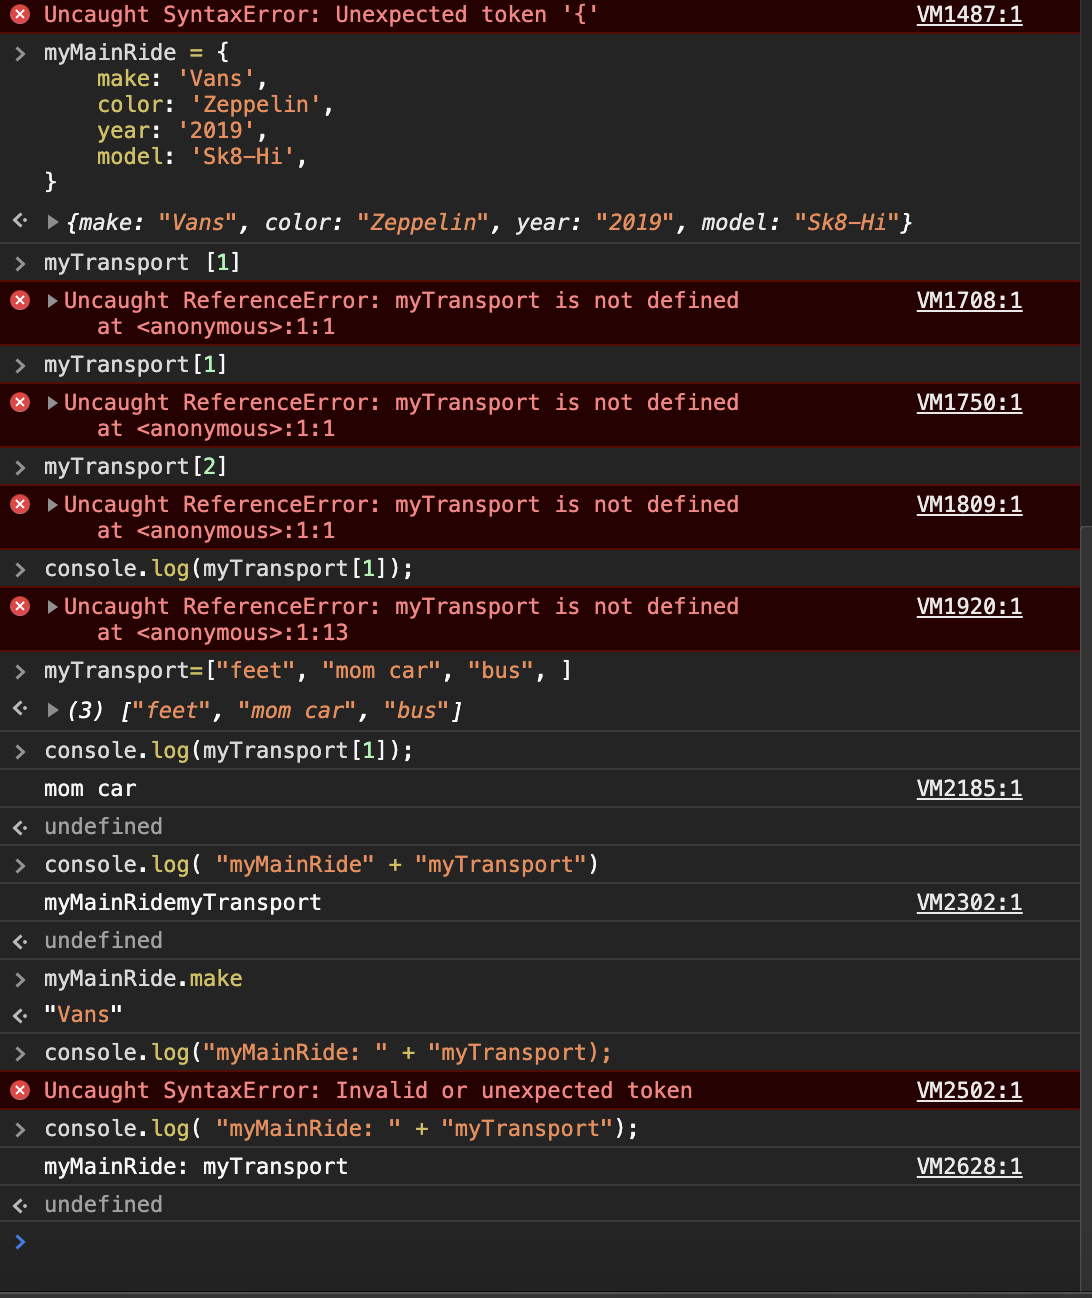 Uncaught SyntaxError: Unexpected token '{' VM1487:1
> myMainRide = {
make: 'Vans',
color: 'Zeppelin',
year: '2019',
model: 'Sk8-Hi',
}
{make: "Vans", color: "Zeppelin", year: "2019", model: "Sk8-Hi"}
> myTransport [1]
Uncaught ReferenceError: myTransport is not defined VM1708:1
at <anonymous>:1:1
> myTransport[1]
Uncaught ReferenceError: myTransport is not defined VM1750:1
at <anonymous>:1:1
> myTransport[2]
Uncaught ReferenceError: myTransport is not defined VM1809:1
at <anonymous>:1:1
> console.log(myTransport[1]);
Uncaught ReferenceError: myTransport is not defined VM1920:1
at <anonymous>:1:13
> myTransport=["feet", "mom car", "bus", ]
(3) ["feet", "mom car", "bus"]
> console.log(myTransport[1]);
mom car VM2185:1
undefined
> console.log( "myMainRide" + "myTransport")
myMainRidemyTransport VM2302:1
undefined
> myMainRide.make
"Vans"
> console.log("myMainRide: " + "myTransport);
Uncaught SyntaxError: Invalid or unexpected token VM2502:1
> console.log( "myMainRide: " + "myTransport");
myMainRide: myTransport VM2628:1
undefined
>